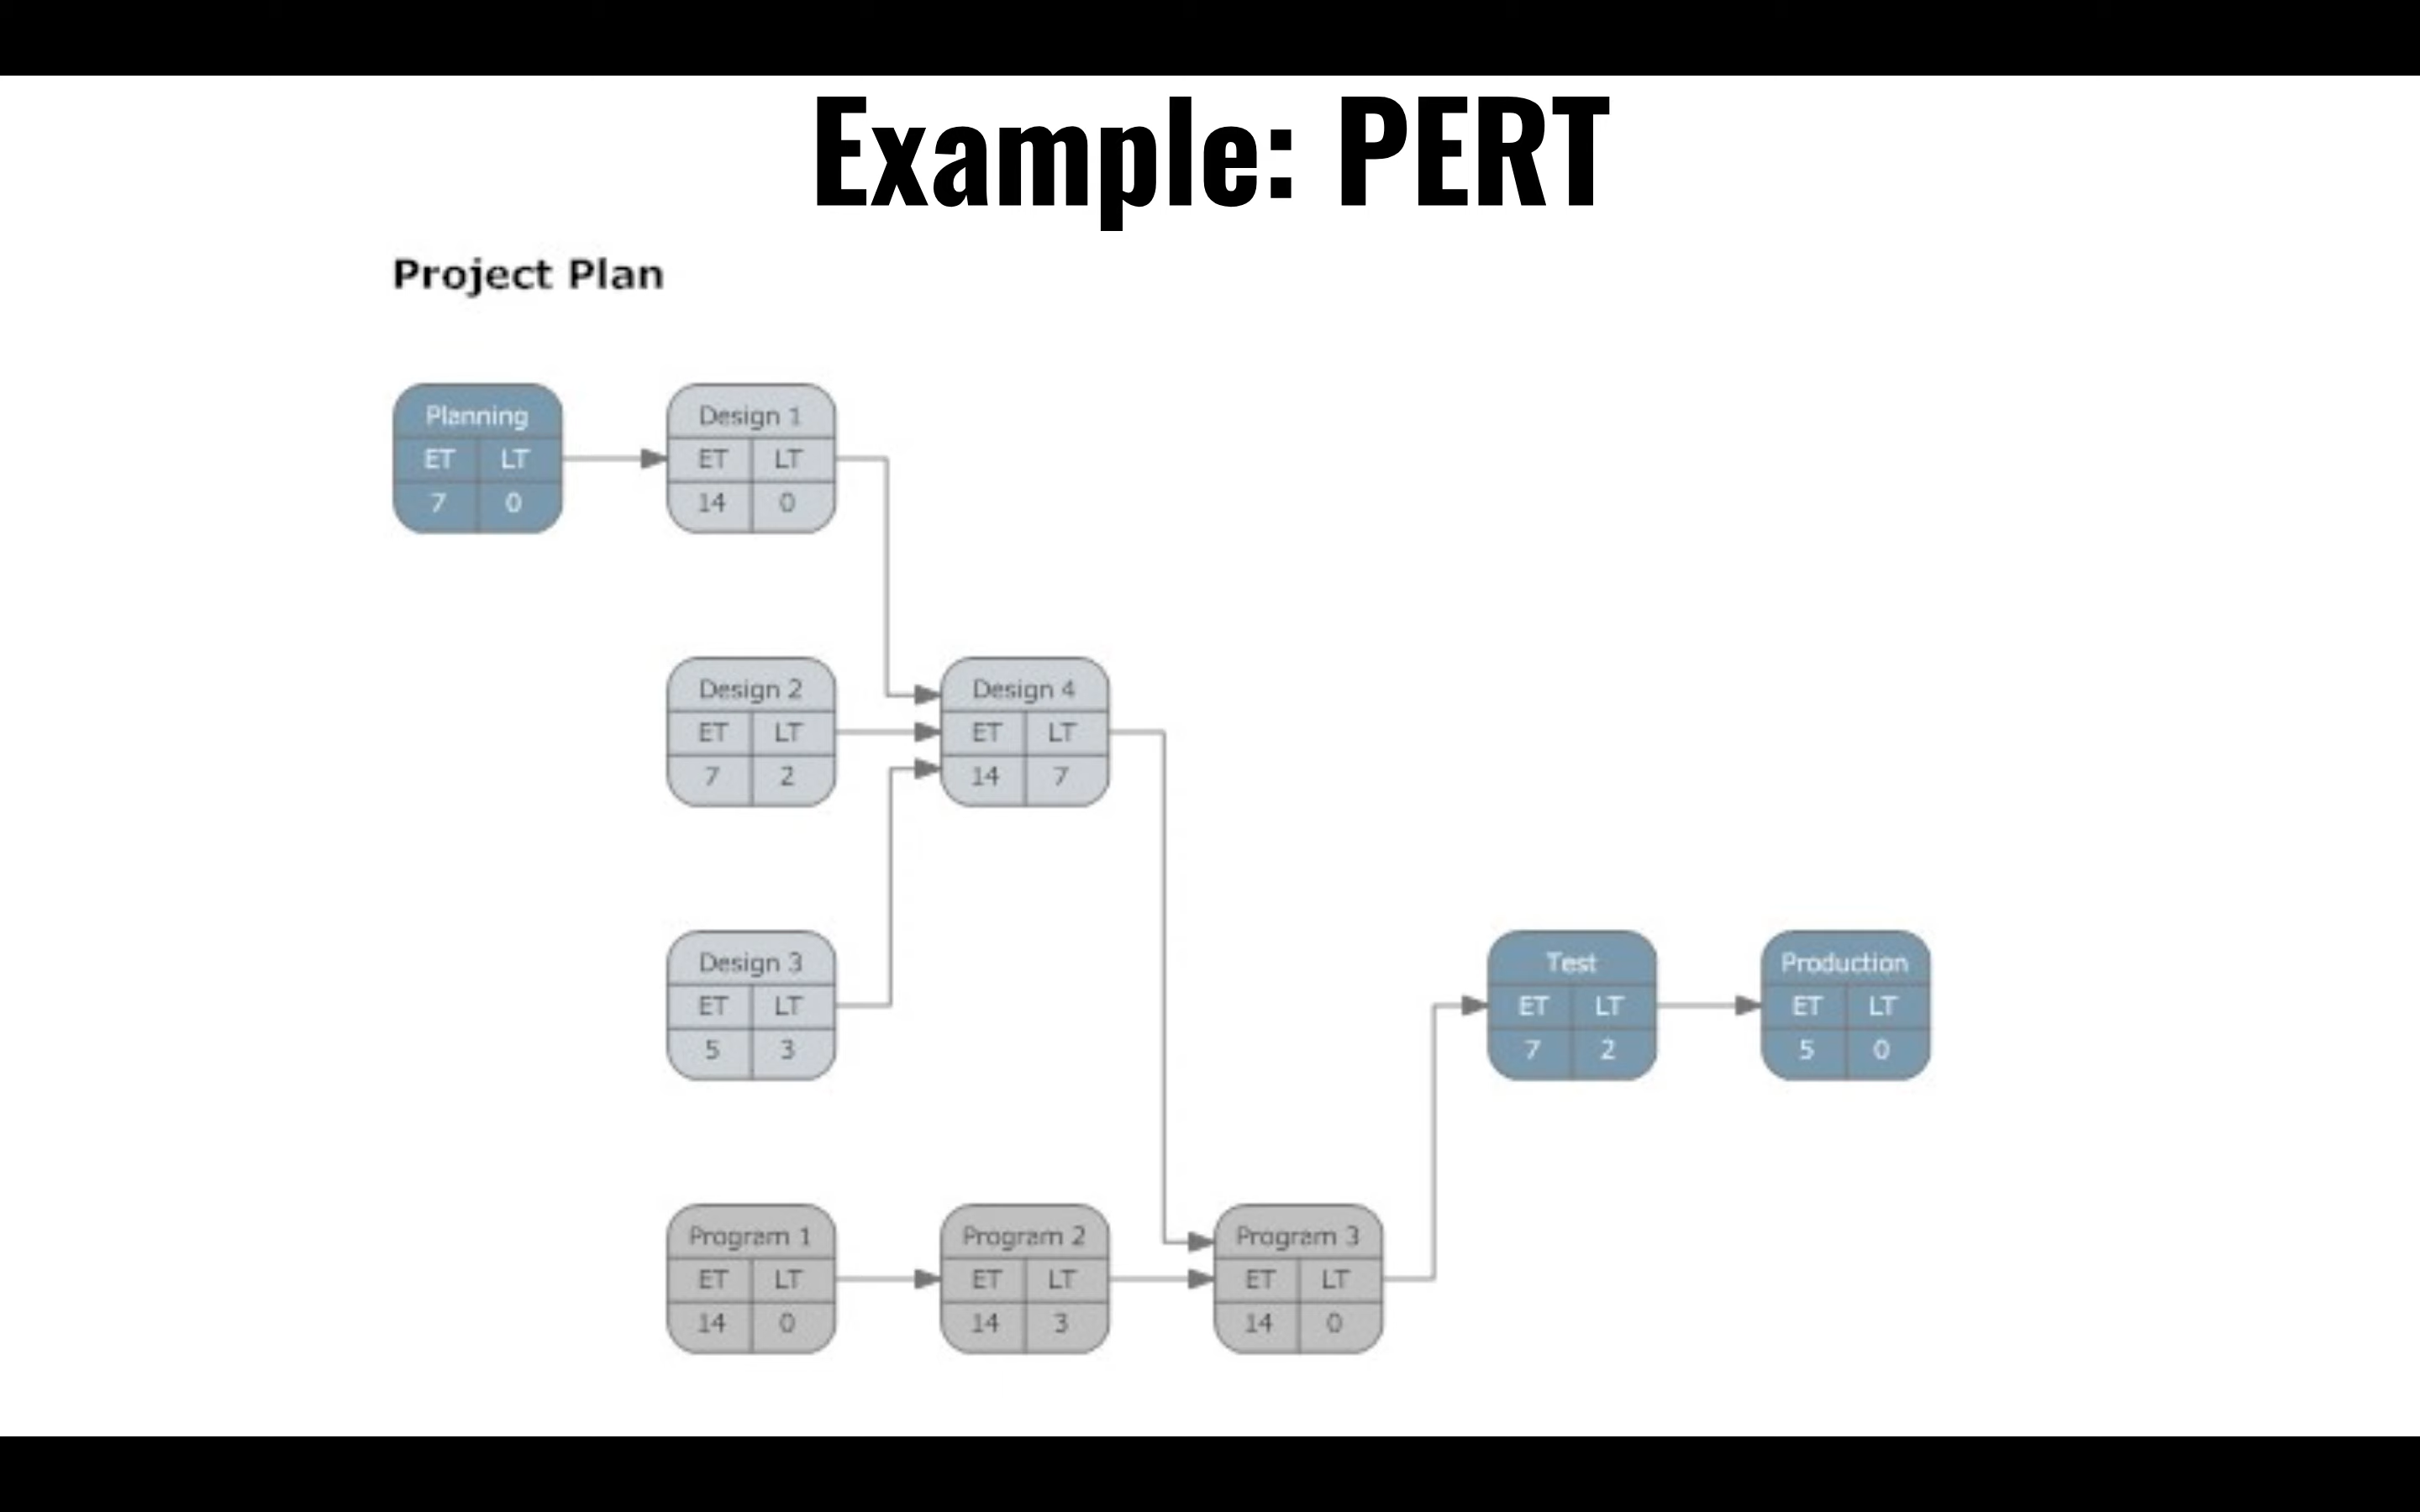 Example: PERT
Project Plan
Planning
ET LT
7 0
Design 1
ET LT
14 0
Design 2
ET LT
7 2
Design 4
ET LT
14 7
Design 3
ET LT
5 3
Test
ET LT
7 2
Production
ET LT
5 0
Program 1
ET LT
14 0
Program 2
ET LT
14 3
Program 3
ET LT
14 0